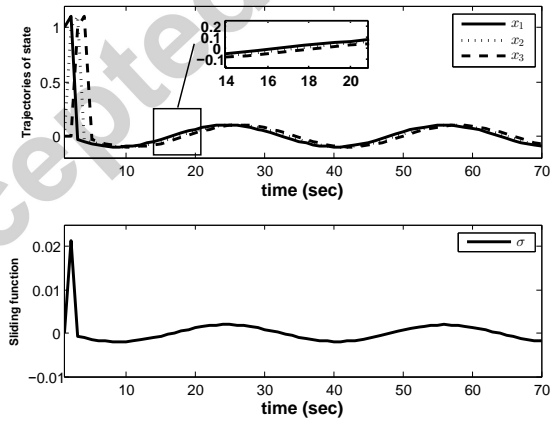 Trajectories of state
1
0.5
0
0.2
0.1
0
−0.1
14 16 18 20
x1
x2
x3
10 20 30 40 50 60 70
time (sec)
cepted
Sliding function
0.02
0.01
0
−0.01
σ
10 20 30 40 50 60 70
time (sec)